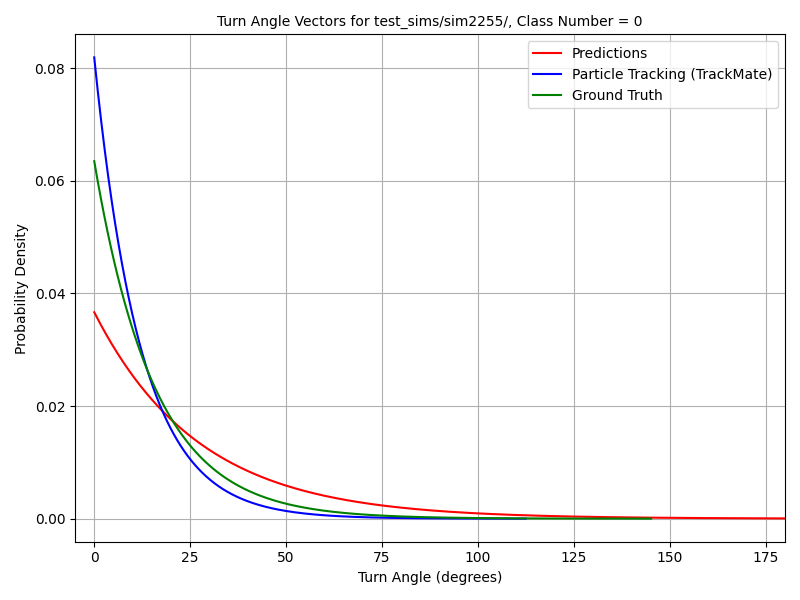 Turn Angle Vectors for test_sims/sim2255/, Class Number = 0
Predictions
Particle Tracking (TrackMate)
Ground Truth
Probability Density
0.08
0.06
0.04
0.02
0.00
0 25 50 75 100 125 150 175
Turn Angle (degrees)